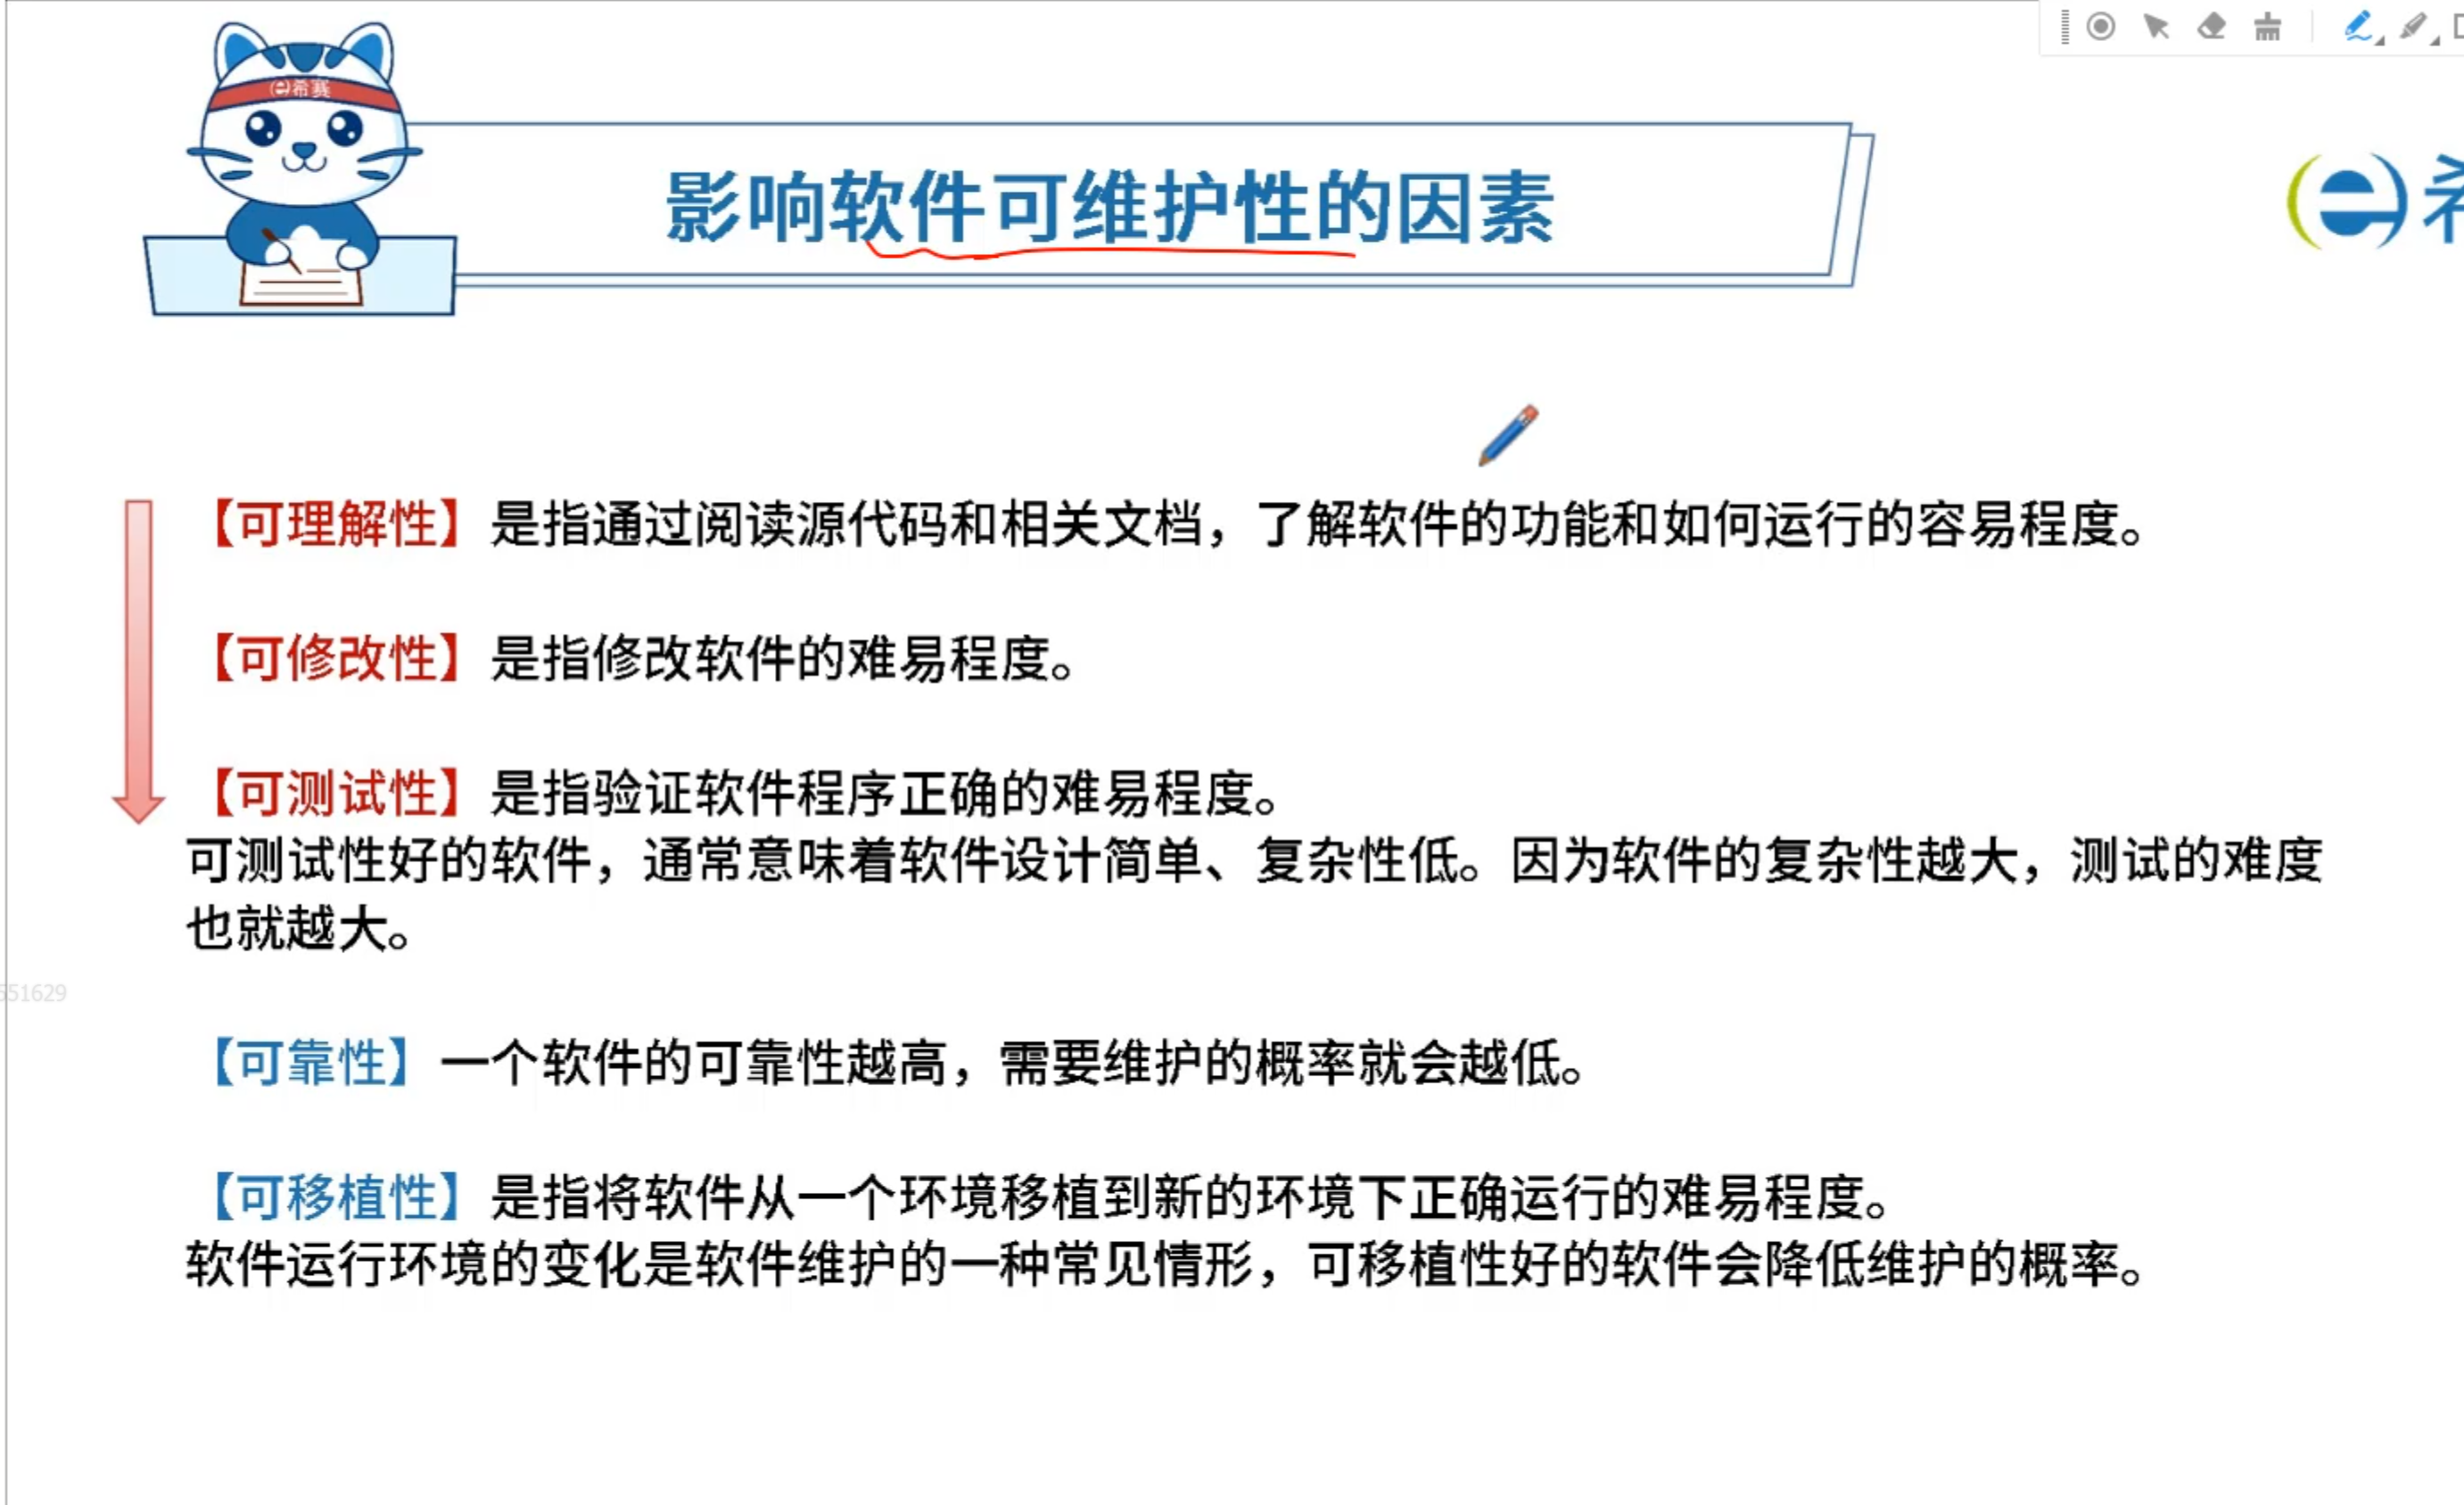 希赛
影响软件可维护性的因素
【可理解性】是指通过阅读源代码和相关文档，了解软件的功能和如何运行的容易程度。
【可修改性】是指修改软件的难易程度。
【可测试性】是指验证软件程序正确的难易程度。
可测试性好的软件，通常意味着软件设计简单、复杂性低。因为软件的复杂性越大，测试的难度
也就越大。
551629
【可靠性】一个软件的可靠性越高，需要维护的概率就会越低。
【可移植性】是指将软件从一个环境移植到新的环境下正确运行的难易程度。
软件运行环境的变化是软件维护的一种常见情形，可移植性好的软件会降低维护的概率。